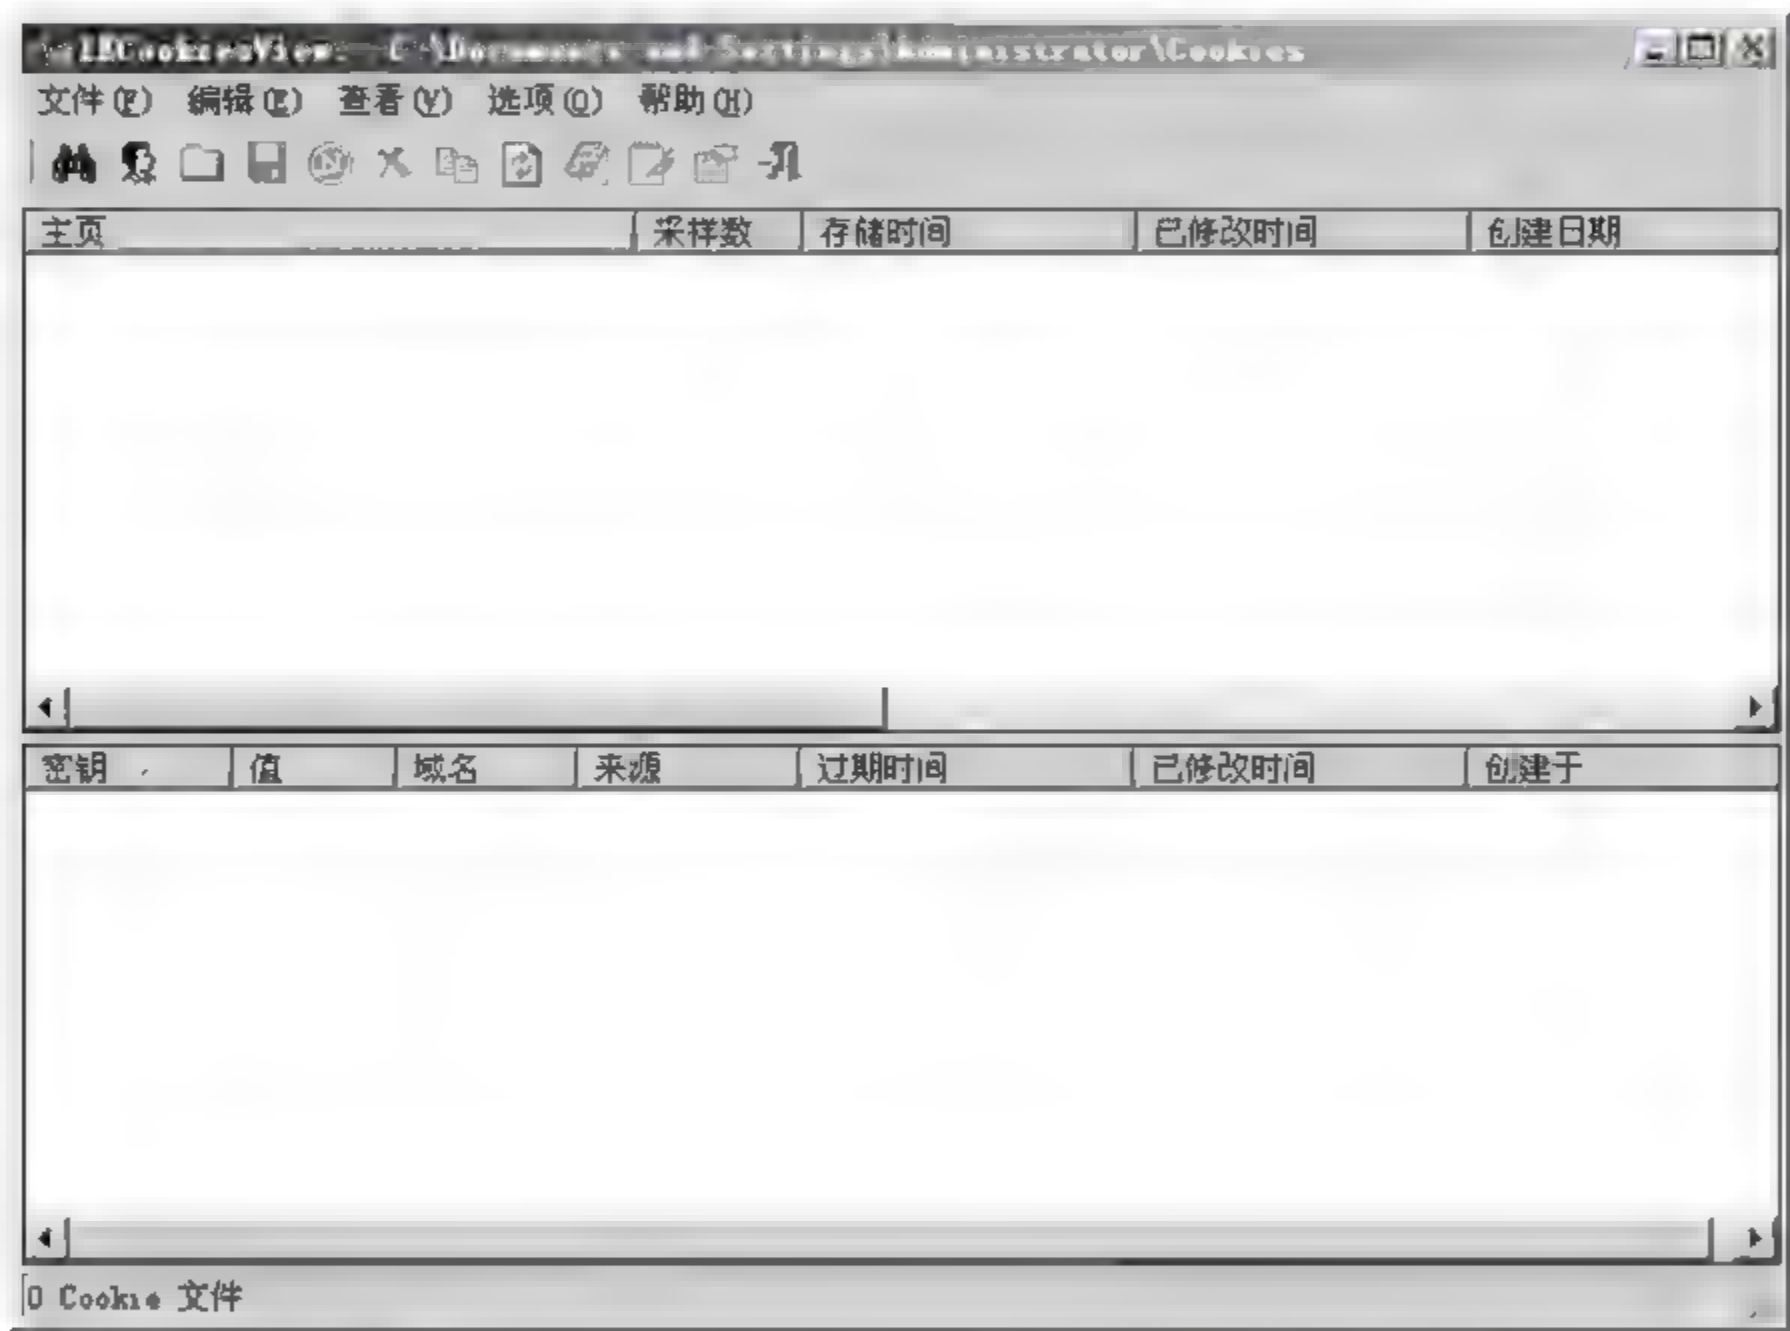 IECookiesView: C:\Documents and Settings\Administrator\Cookies
文件(F) 编辑(E) 查看(V) 选项(O) 帮助(H)
主页 采样数 存储时间 已修改时间 创建日期
密钥 值 域名 来源 过期时间 已修改时间 创建于
0 Cookie 文件